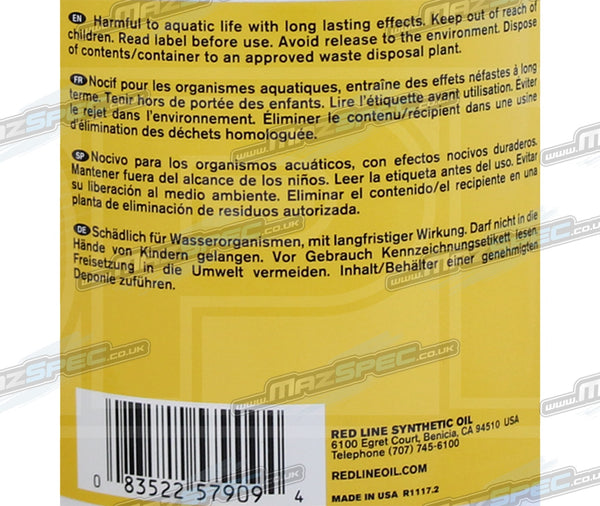 EN Harmful to aquatic life with long lasting effects. Keep out of reach of
children. Read label before use. Avoid release to the environment. Dispose
of contents/container to an approved waste disposal plant.
FR Nocif pour les organismes aquatiques, entraîne des effets néfastes à long
terme. Tenir hors de portée des enfants. Lire l'étiquette avant utilisation. Éviter
le rejet dans l'environnement. Éliminer le contenu/récipient dans une usine
d'élimination des déchets homologuée.
SP Nocivo para los organismos acuáticos, con efectos nocivos duraderos.
Mantener fuera del alcance de los niños. Leer la etiqueta antes del uso. Evitar
su liberación al medio ambiente. Eliminar el contenido/el recipiente en una
planta de eliminación de residuos autorizada.
DE Schädlich für Wasserorganismen, mit langfristiger Wirkung. Darf nicht in die
Hände von Kindern gelangen. Vor Gebrauch Kennzeichnungsetikett lesen.
Freisetzung in die Umwelt vermeiden. Inhalt/Behälter einer genehmigten
Deponie zuführen.
MAZSPEC.CO.UK
RED LINE SYNTHETIC OIL
6100 Egret Court, Benicia, CA 94510 USA
Telephone (707) 745-6100
REDLINEOIL.COM
MADE IN USA R1117.2
0 83522 57909 4